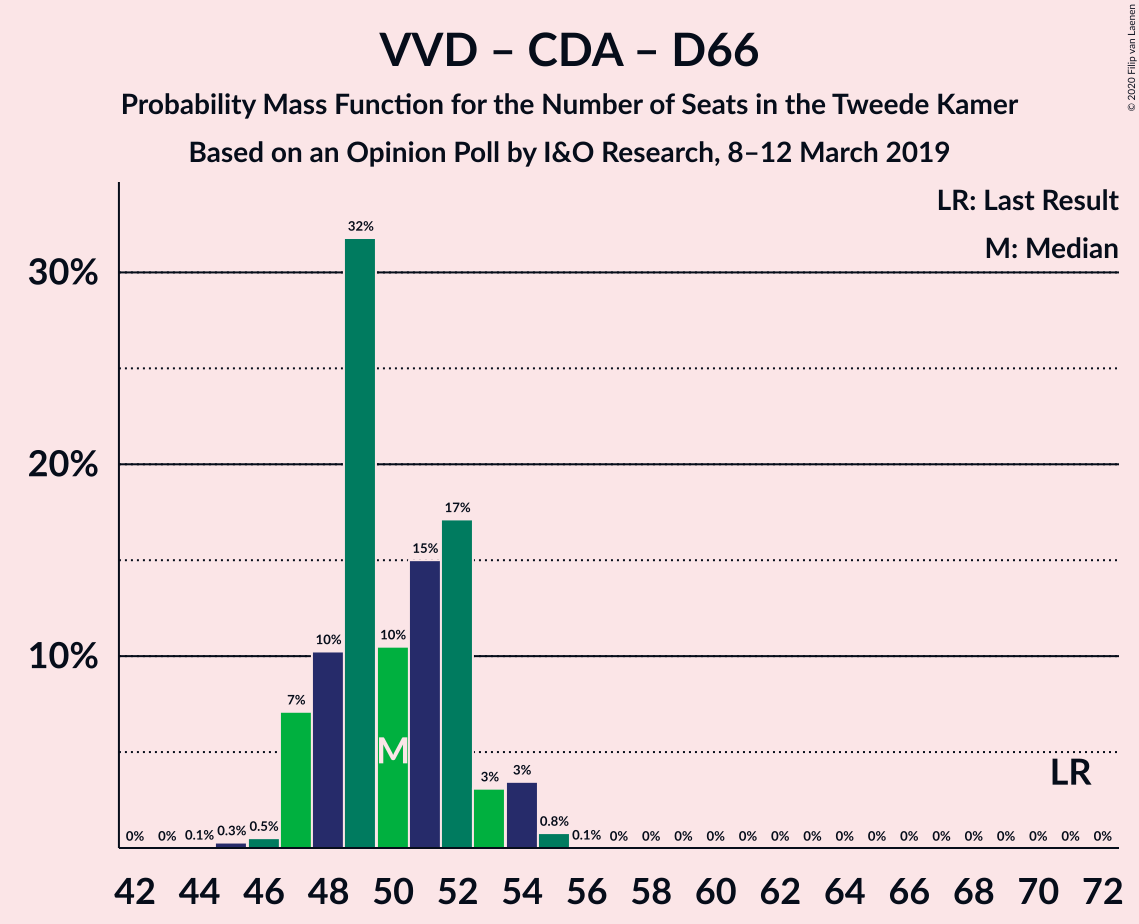 VVD – CDA – D66
Probability Mass Function for the Number of Seats in the Tweede Kamer
Based on an Opinion Poll by I&O Research, 8–12 March 2019
© 2020 Filip van Laenen
LR: Last Result
M: Median
30%
20%
10%
0% 0% 0.1% 0.3% 0.5% 7% 10% 32% 10% 15% 17% 3% 3% 0.8% 0.1% 0% 0% 0% 0% 0% 0% 0% 0% 0% 0% 0% 0% 0% 0% 0% 0%
M
LR
42 44 46 48 50 52 54 56 58 60 62 64 66 68 70 72